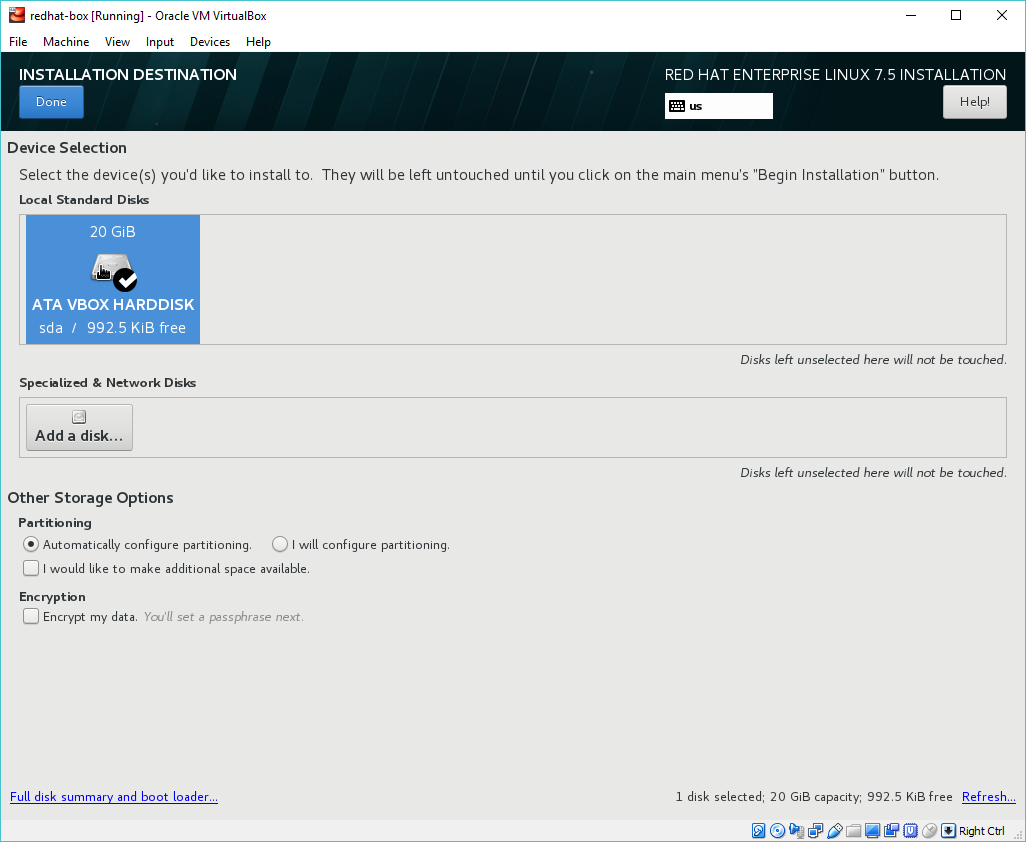 redhat-box [Running] - Oracle VM VirtualBox
File Machine View Input Devices Help
INSTALLATION DESTINATION
RED HAT ENTERPRISE LINUX 7.5 INSTALLATION
Done
us
Help!
Device Selection
Select the device(s) you'd like to install to. They will be left untouched until you click on the main menu's "Begin Installation" button.
Local Standard Disks
20 GiB
ATA VBOX HARDDISK
sda / 992.5 KiB free
Disks left unselected here will not be touched.
Specialized & Network Disks
Add a disk...
Disks left unselected here will not be touched.
Other Storage Options
Partitioning
Automatically configure partitioning. I will configure partitioning.
I would like to make additional space available.
Encryption
Encrypt my data. You'll set a passphrase next.
Full disk summary and boot loader... 1 disk selected; 20 GiB capacity; 992.5 KiB free Refresh...
Right Ctrl